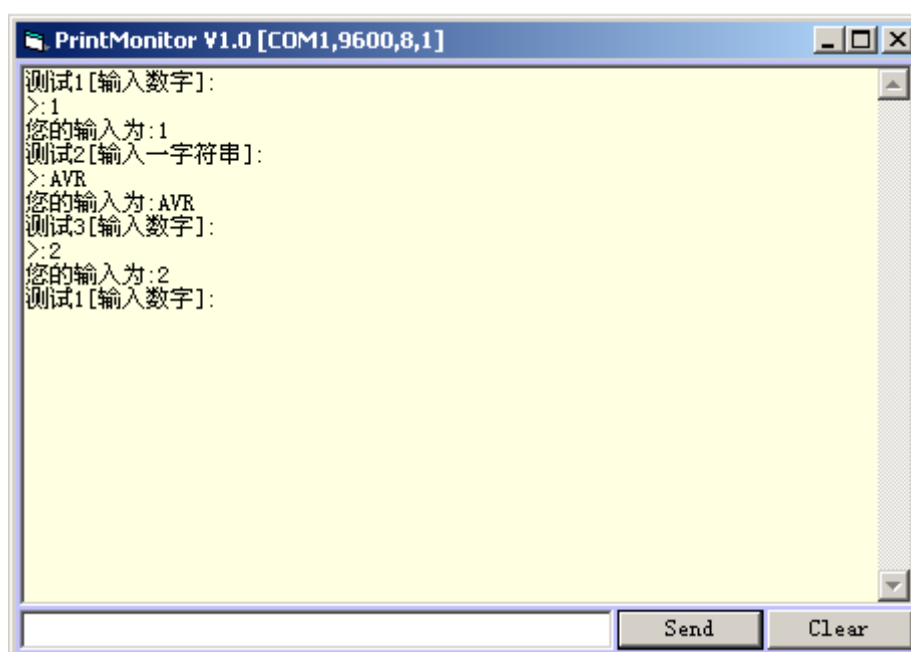 PrintMonitor V1.0 [COM1,9600,8,1]
测试1[输入数字]:
>:1
您的输入为:1
测试2[输入一字符串]:
>:AVR
您的输入为:AVR
测试3[输入数字]:
>:2
您的输入为:2
测试1[输入数字]:
Send Clear